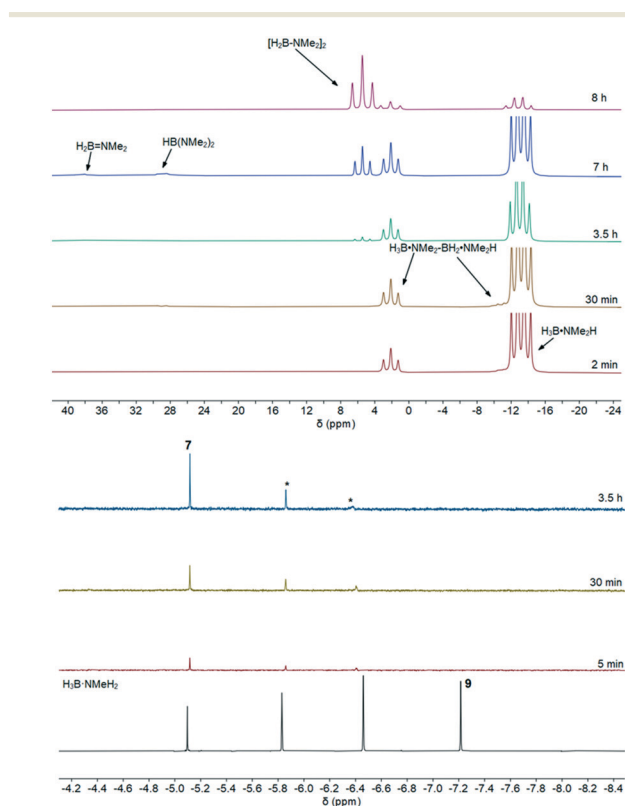 [H₂B-NMe₂]₂
8 h
H₂B=NMe₂
HB(NMe₂)₂
7 h
3.5 h
H₃B•NMe₂-BH₂•NMe₂H
30 min
H₃B•NMe₂H
2 min
40 36 32 28 24 20 16 12 8 4 0 -4 -8 -12 -16 -20 -24
δ (ppm)
7
*
*
3.5 h
30 min
5 min
H₃B·NMeH₂
9
-4.2 -4.4 -4.6 -4.8 -5.0 -5.2 -5.4 -5.6 -5.8 -6.0 -6.2 -6.4 -6.6 -6.8 -7.0 -7.2 -7.4 -7.6 -7.8 -8.0 -8.2 -8.4
δ (ppm)